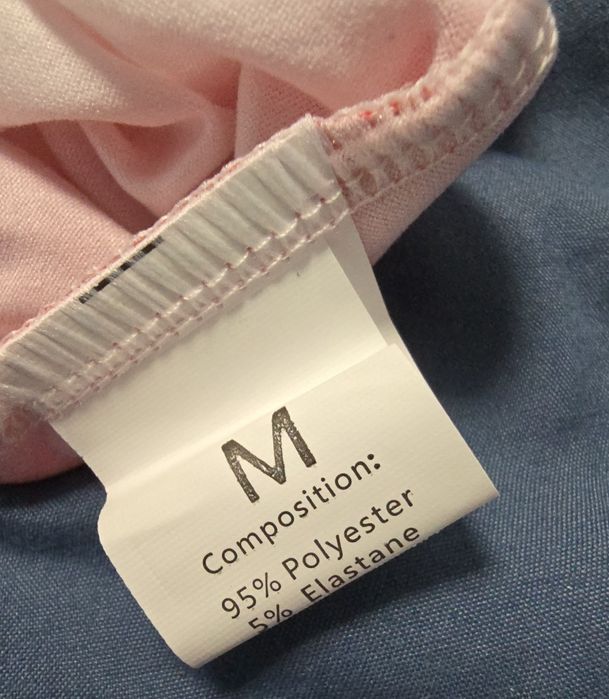 M
Composition:
95% Polyester
5% Elastane